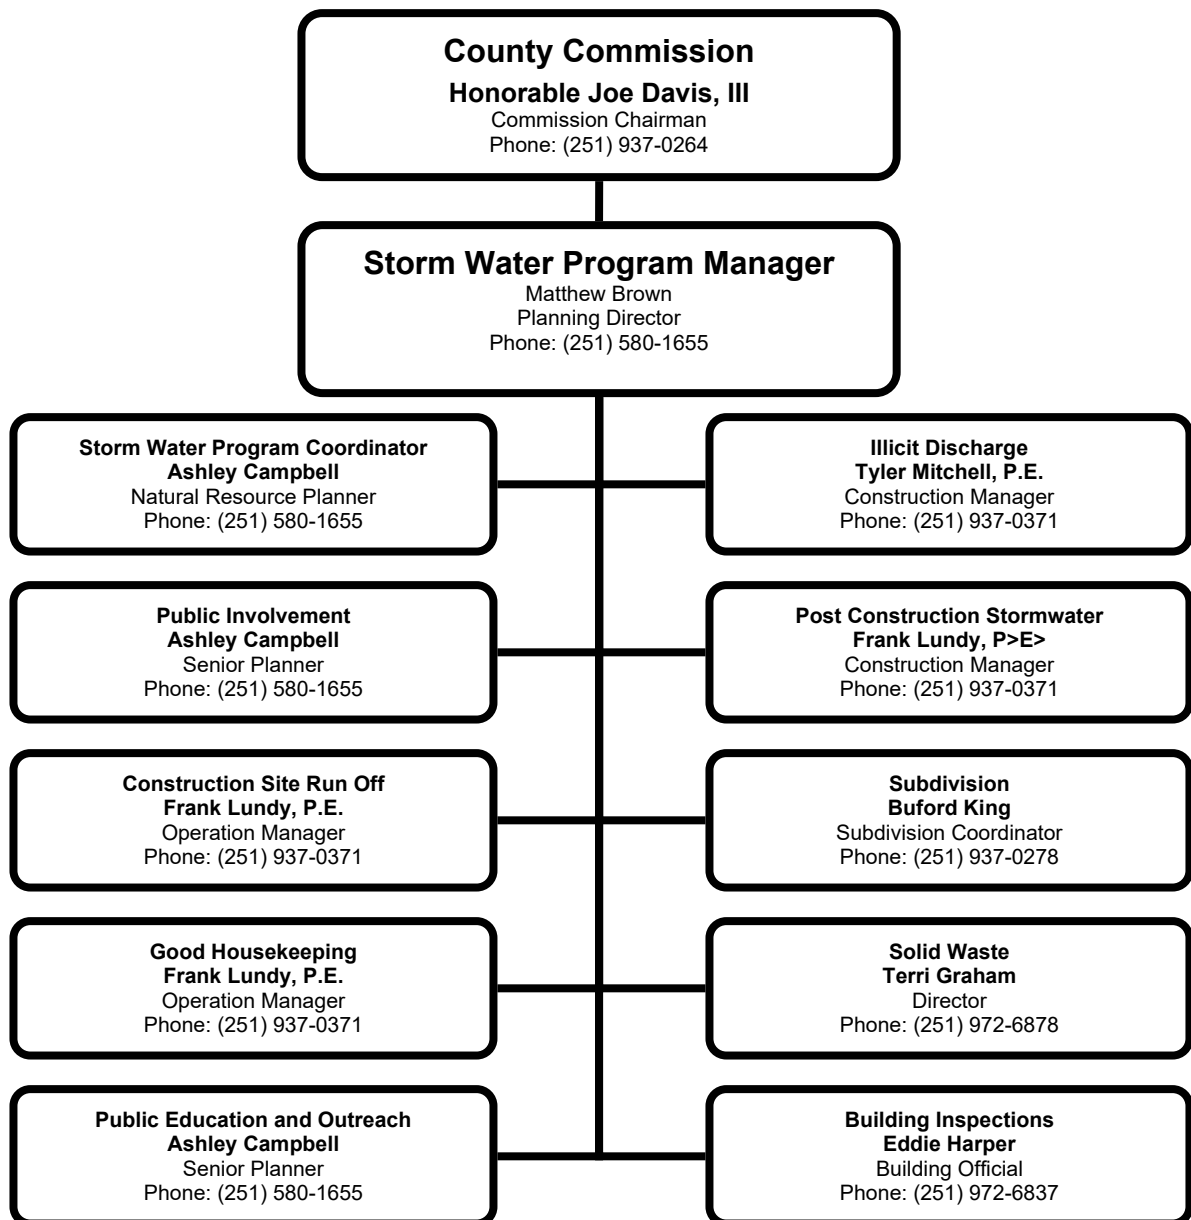 County Commission
Honorable Joe Davis, III
Commission Chairman
Phone: (251) 937-0264
Storm Water Program Manager
Matthew Brown
Planning Director
Phone: (251) 580-1655
Storm Water Program Coordinator
Ashley Campbell
Natural Resource Planner
Phone: (251) 580-1655
Illicit Discharge
Tyler Mitchell, P.E.
Construction Manager
Phone: (251) 937-0371
Public Involvement
Ashley Campbell
Senior Planner
Phone: (251) 580-1655
Post Construction Stormwater
Frank Lundy, P>E>
Construction Manager
Phone: (251) 937-0371
Construction Site Run Off
Frank Lundy, P.E.
Operation Manager
Phone: (251) 937-0371
Subdivision
Buford King
Subdivision Coordinator
Phone: (251) 937-0278
Good Housekeeping
Frank Lundy, P.E.
Operation Manager
Phone: (251) 937-0371
Solid Waste
Terri Graham
Director
Phone: (251) 972-6878
Public Education and Outreach
Ashley Campbell
Senior Planner
Phone: (251) 580-1655
Building Inspections
Eddie Harper
Building Official
Phone: (251) 972-6837